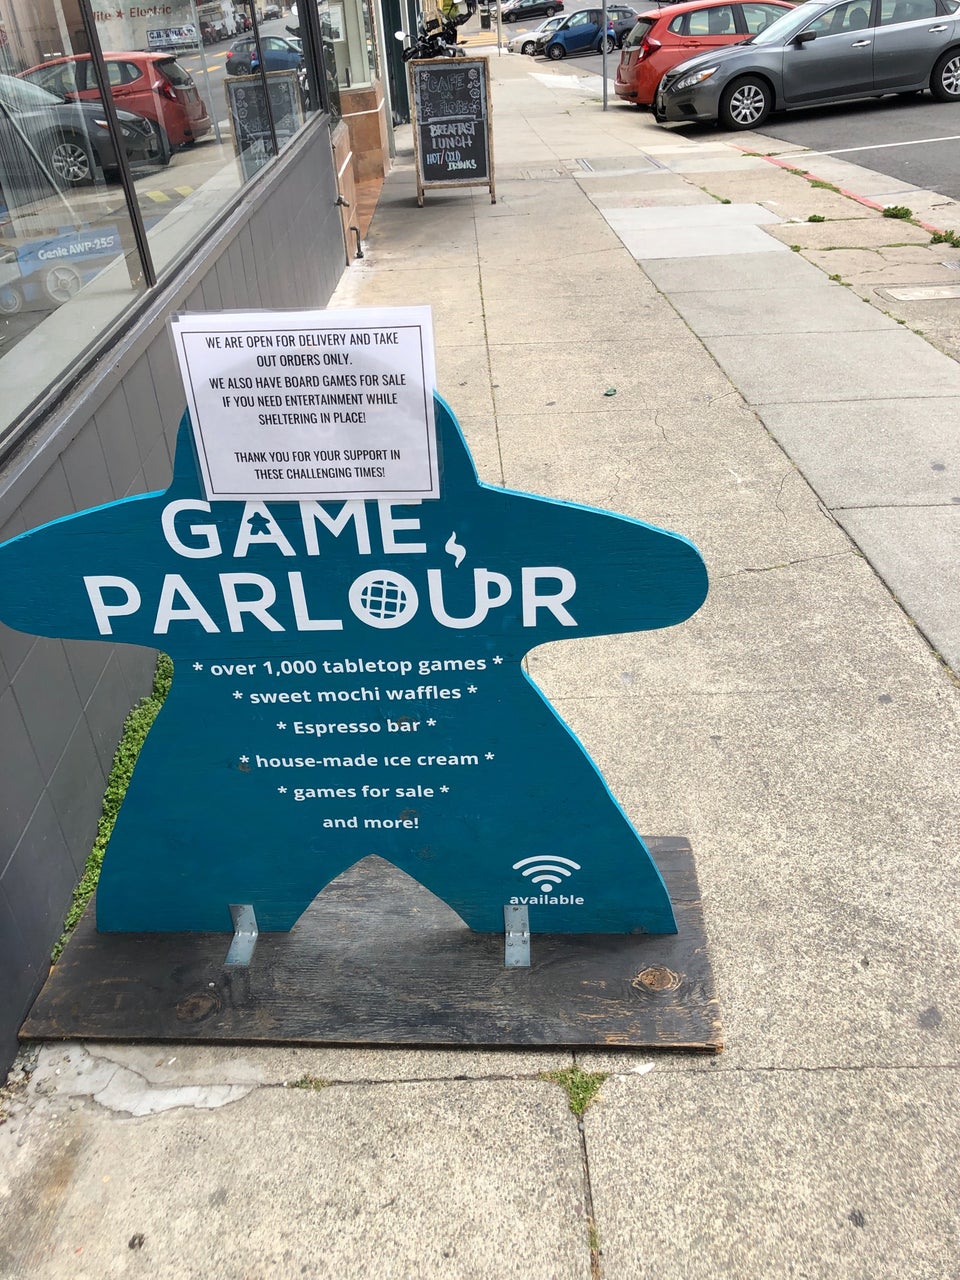 lite ★ Electric
Genie AWP-25S
CAFE
BREAKFAST
LUNCH
HOT/COLD
DRINKS
WE ARE OPEN FOR DELIVERY AND TAKE
OUT ORDERS ONLY.
WE ALSO HAVE BOARD GAMES FOR SALE
IF YOU NEED ENTERTAINMENT WHILE
SHELTERING IN PLACE!
THANK YOU FOR YOUR SUPPORT IN
THESE CHALLENGING TIMES!
GAME
PARLOUR
* over 1,000 tabletop games *
* sweet mochi waffles *
* Espresso bar *
* house-made ice cream *
* games for sale *
and more!
available